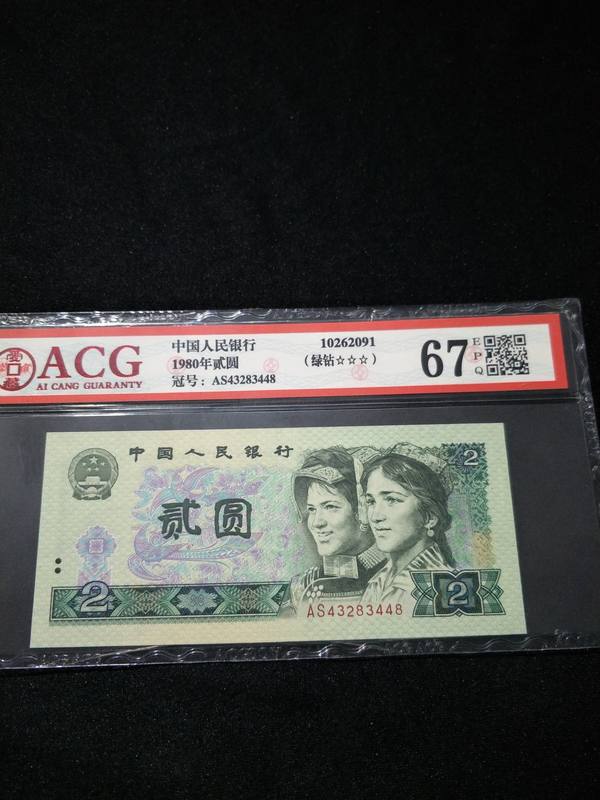 ACG
AI CANG GUARANTY
中国人民银行
1980年贰圆
冠号：AS43283448
10262091
（绿钻☆☆☆）
67
E
P
Q
中国人民银行
贰圆
2
2
2
AS43283448